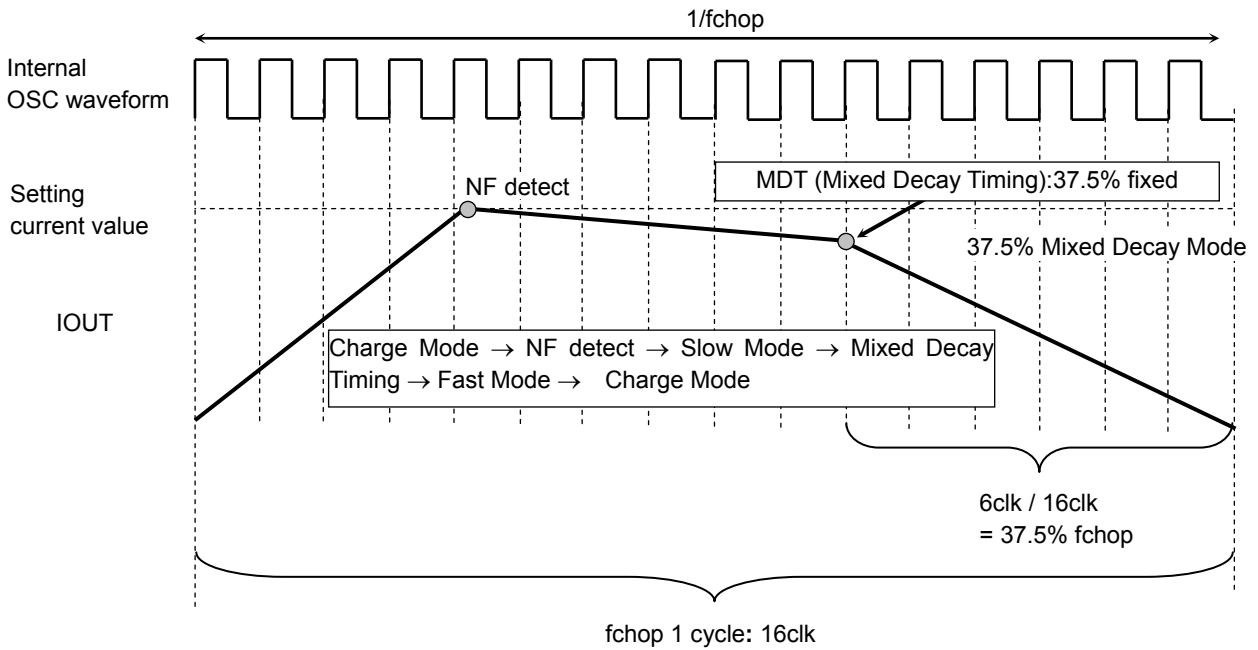 1/fchop
Internal
OSC waveform
Setting
current value
NF detect
MDT (Mixed Decay Timing):37.5% fixed
37.5% Mixed Decay Mode
IOUT
Charge Mode → NF detect → Slow Mode → Mixed Decay
Timing → Fast Mode → Charge Mode
6clk / 16clk
= 37.5% fchop
fchop 1 cycle: 16clk